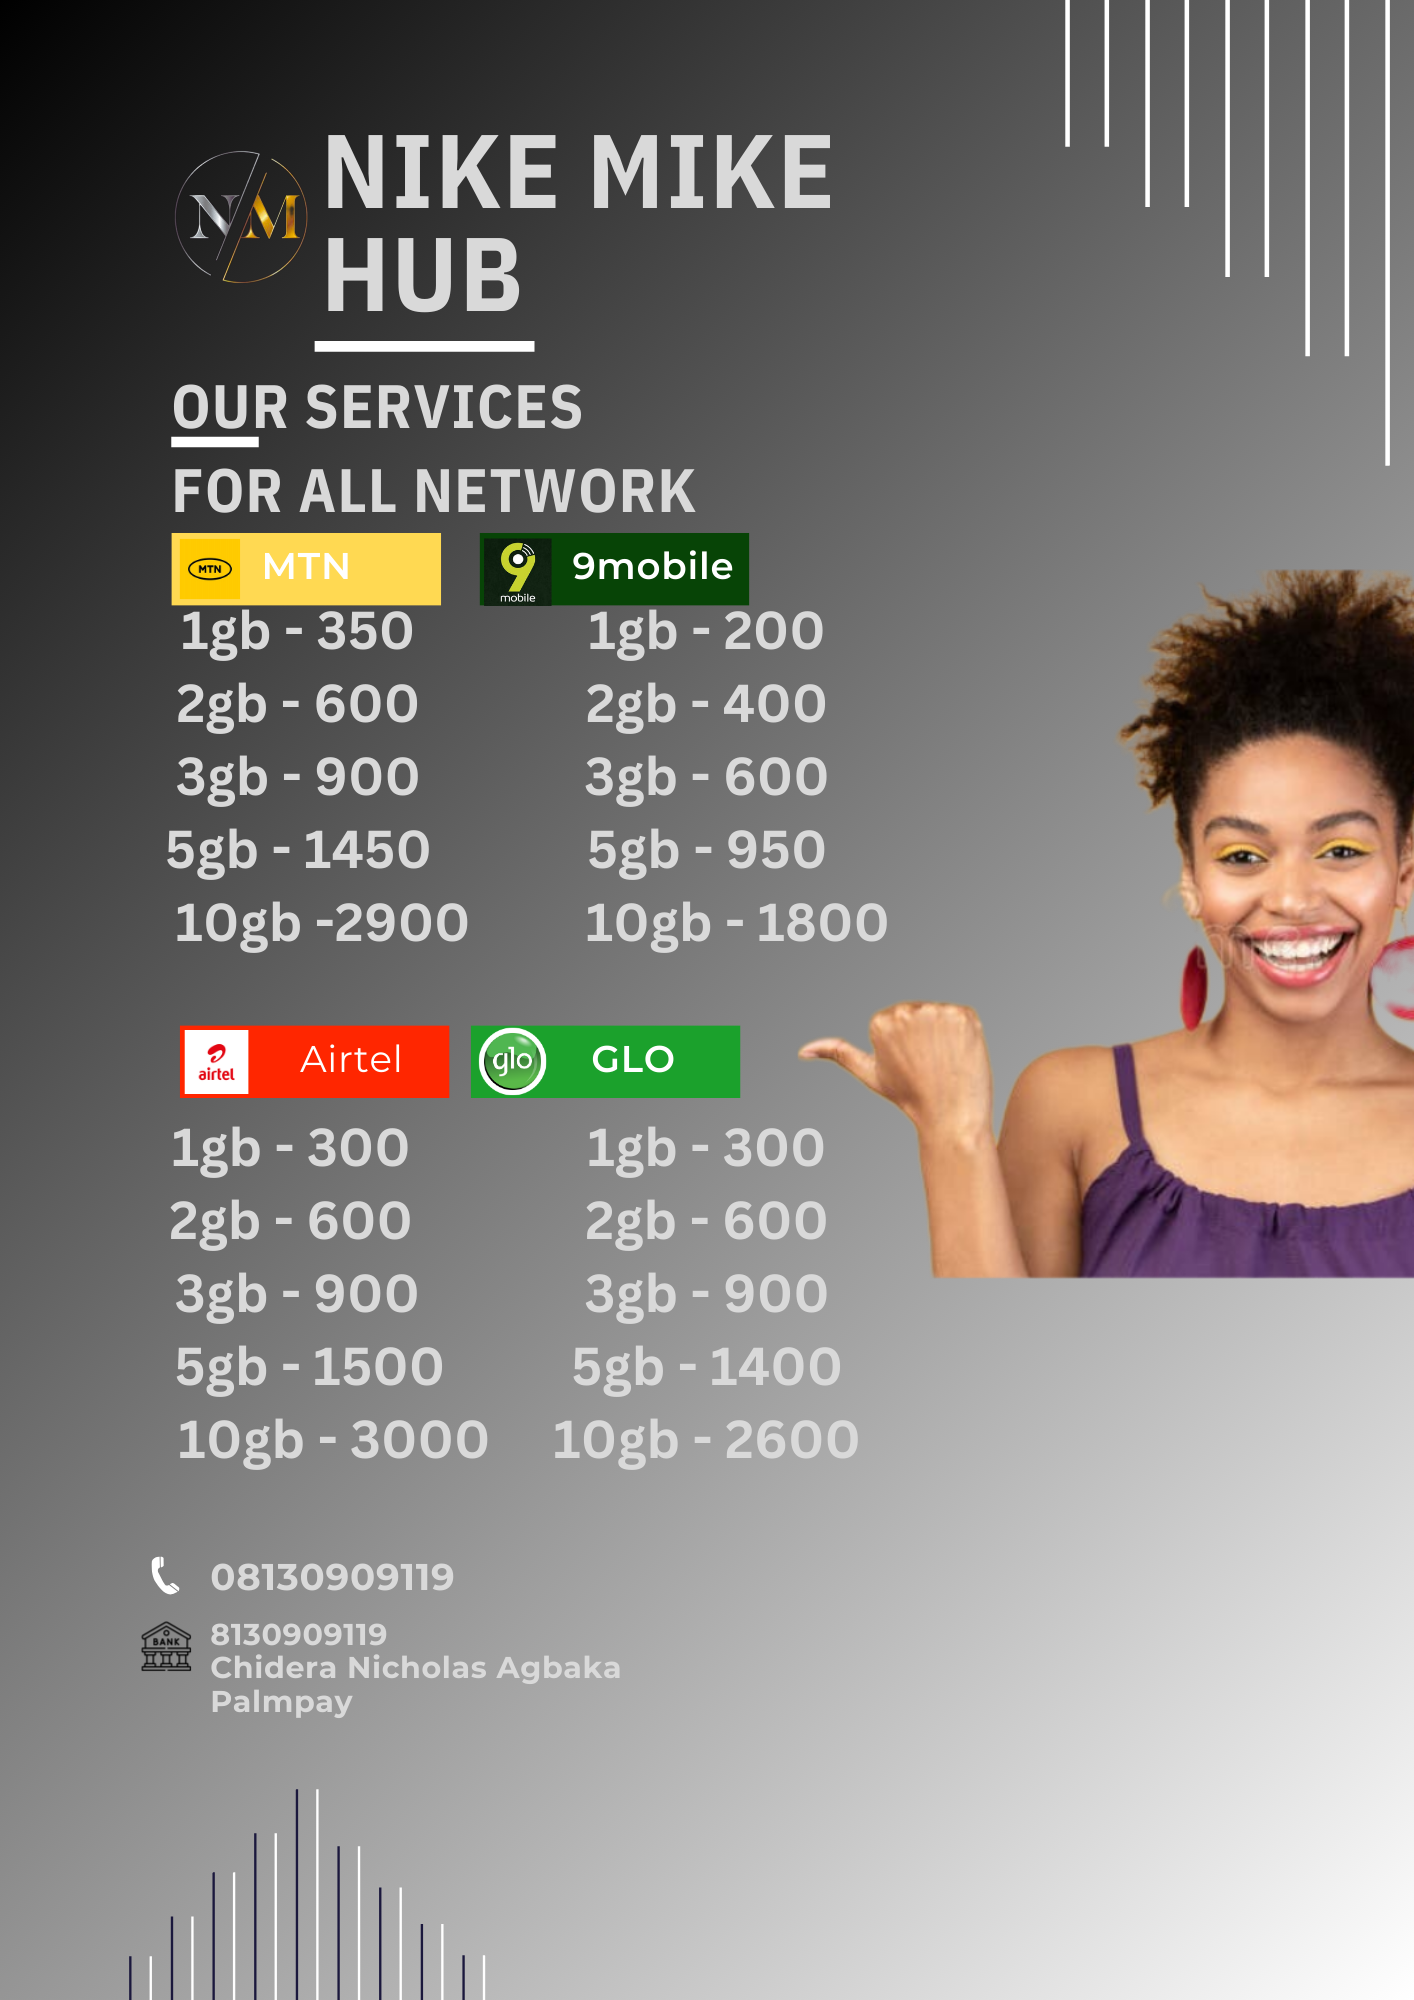 NM
NIKE MIKE
HUB
OUR SERVICES
FOR ALL NETWORK
MTN MTN
9 mobile 9mobile
1gb - 350
2gb - 600
3gb - 900
5gb - 1450
10gb -2900
1gb - 200
2gb - 400
3gb - 600
5gb - 950
10gb - 1800
airtel Airtel
glo GLO
1gb - 300
2gb - 600
3gb - 900
5gb - 1500
10gb - 3000
1gb - 300
2gb - 600
3gb - 900
5gb - 1400
10gb - 2600
08130909119
BANK
8130909119
Chidera Nicholas Agbaka
Palmpay